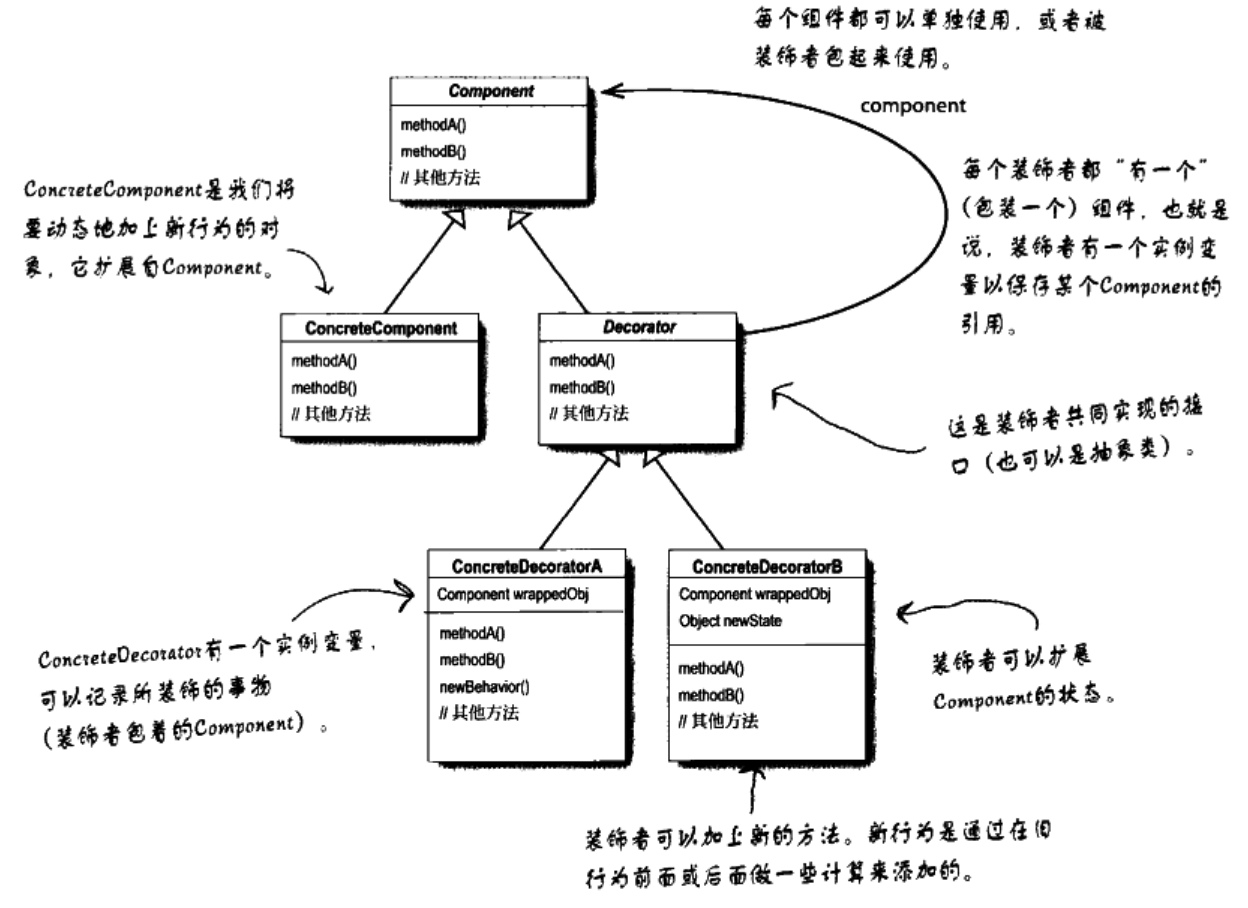 每个组件都可以单独使用，或者被
装饰者包起来使用。
Component
methodA()
methodB()
// 其他方法
component
每个装饰者都“有一个”
（包装一个）组件，也就是
说，装饰者有一个实例变
量以保存某个Component的
引用。
ConcreteComponent是我们将
要动态地加上新行为的对
象，它扩展自Component。
ConcreteComponent
methodA()
methodB()
// 其他方法
Decorator
methodA()
methodB()
// 其他方法
这是装饰者共同实现的接
口（也可以是抽象类）。
ConcreteDecoratorA
Component wrappedObj
methodA()
methodB()
newBehavior()
// 其他方法
ConcreteDecoratorB
Component wrappedObj
Object newState
methodA()
methodB()
// 其他方法
ConcreteDecorator有一个实例变量，
可以记录所装饰的事物
（装饰者包着的Component）。
装饰者可以扩展
Component的状态。
装饰者可以加上新的方法。新行为是通过在旧
行为前面或后面做一些计算来添加的。